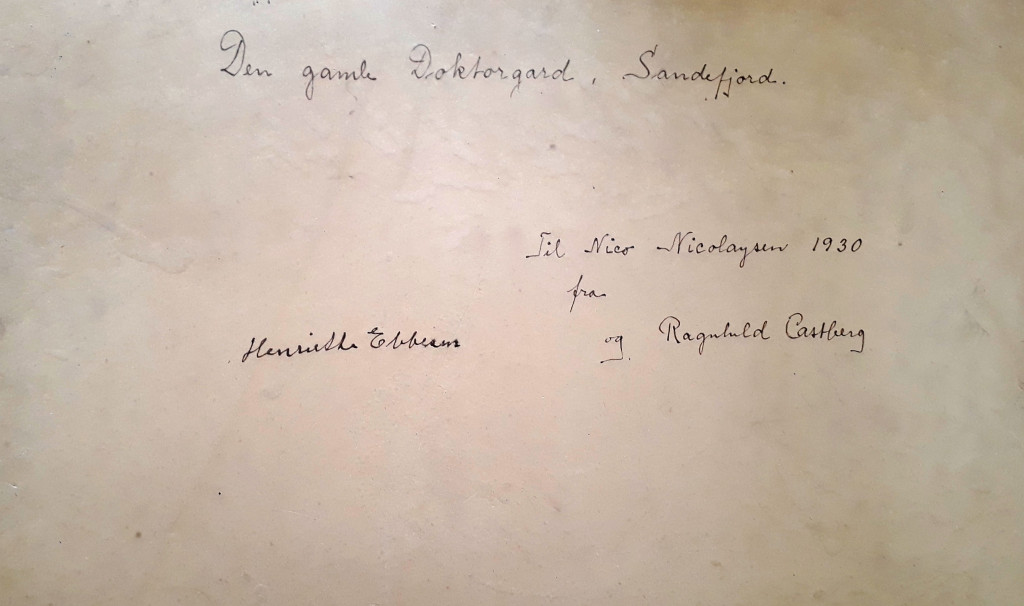 Den gamle Doktorgard, Sandefjord.
Til Nico Nicolaysen 1930
fra
Henriette Ebbesen og Ragnhild Castberg